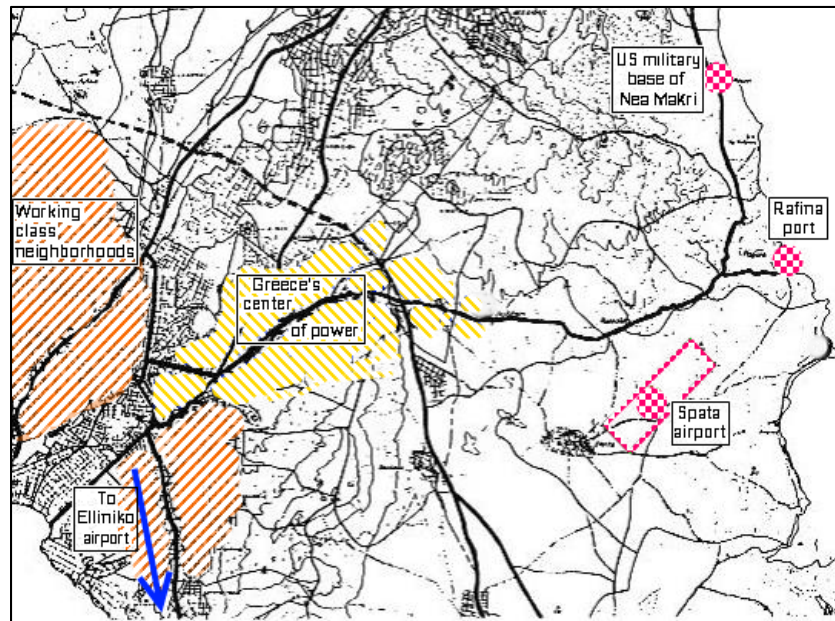 US military
base of
Nea Makri
Rafina
port
Working
class
neighborhoods
Greece's
center
of power
Spata
airport
To
Elliniko
airport